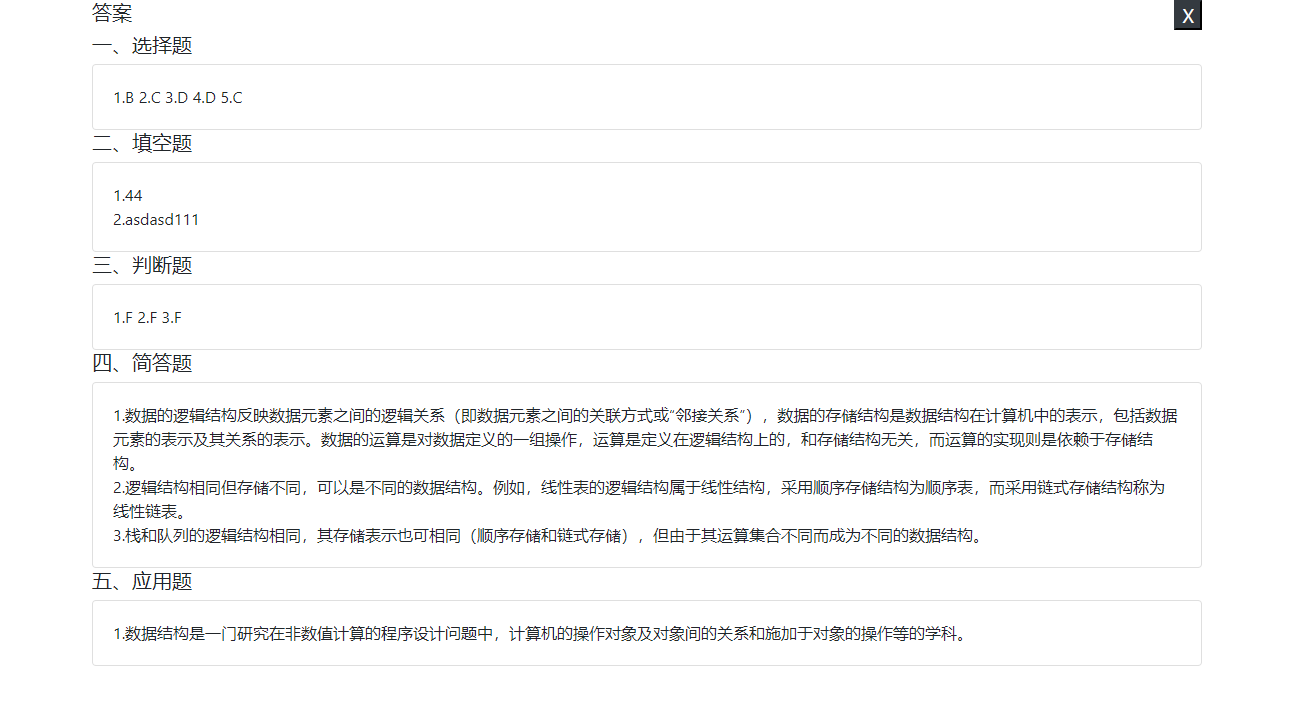 答案
X
一、选择题
1.B 2.C 3.D 4.D 5.C
二、填空题
1.44
2.asdasd111
三、判断题
1.F 2.F 3.F
四、简答题
1.数据的逻辑结构反映数据元素之间的逻辑关系（即数据元素之间的关联方式或“邻接关系”），数据的存储结构是数据结构在计算机中的表示，包括数据
元素的表示及其关系的表示。数据的运算是对数据定义的一组操作，运算是定义在逻辑结构上的，和存储结构无关，而运算的实现则是依赖于存储结
构。
2.逻辑结构相同但存储不同，可以是不同的数据结构。例如，线性表的逻辑结构属于线性结构，采用顺序存储结构为顺序表，而采用链式存储结构称为
线性链表。
3.栈和队列的逻辑结构相同，其存储表示也可相同（顺序存储和链式存储），但由于其运算集合不同而成为不同的数据结构。
五、应用题
1.数据结构是一门研究在非数值计算的程序设计问题中，计算机的操作对象及对象间的关系和施加于对象的操作等的学科。